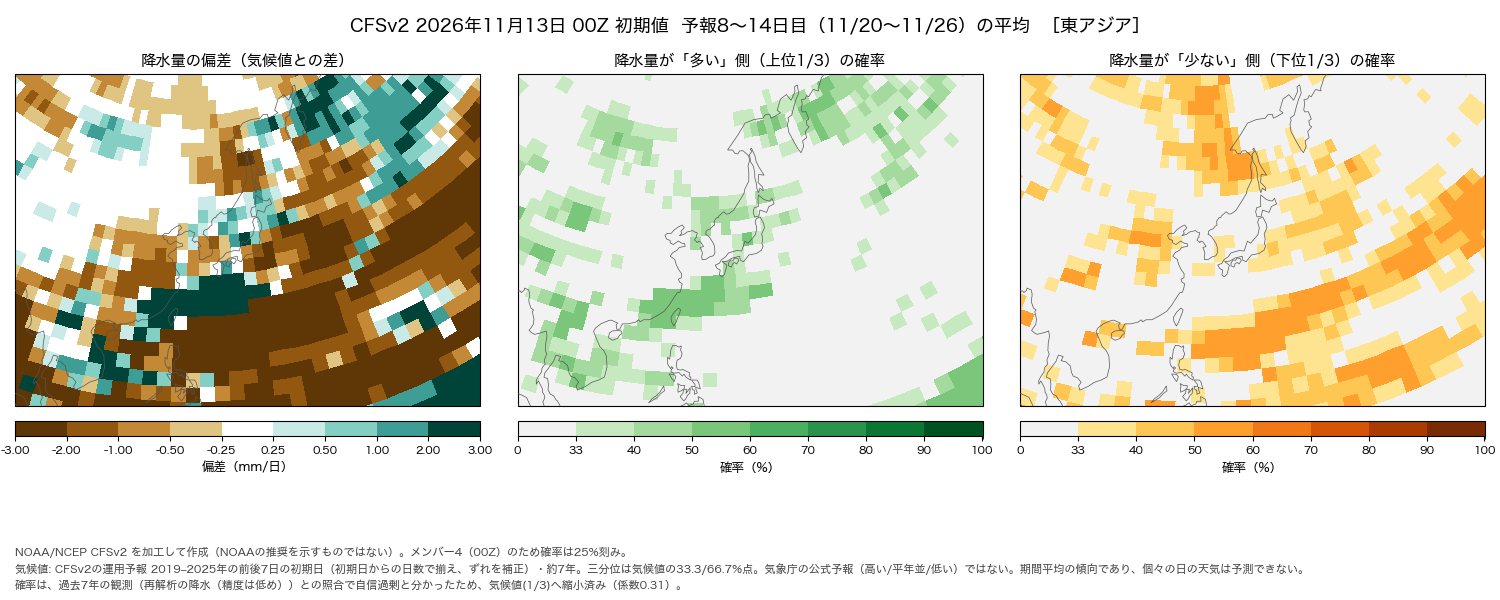 CFSv2 2026年11月13日 00Z 初期値 予報8〜14日目（11/20〜11/26）の平均 ［東アジア］
降水量の偏差（気候値との差）
降水量が「多い」側（上位1/3）の確率
降水量が「少ない」側（下位1/3）の確率
-3.00 -2.00 -1.00 -0.50 -0.25 0.25 0.50 1.00 2.00 3.00
偏差（mm/日）
0 33 40 50 60 70 80 90 100
確率（%）
0 33 40 50 60 70 80 90 100
確率（%）
NOAA/NCEP CFSv2 を加工して作成（NOAAの推奨を示すものではない）。メンバー4（00Z）のため確率は25%刻み。
気候値: CFSv2の運用予報 2019–2025年の前後7日の初期日（初期日からの日数で揃え、ずれを補正）・約7年。三分位は気候値の33.3/66.7%点。気象庁の公式予報（高い/平年並/低い）ではない。期間平均の傾向であり、個々の日の天気は予測できない。
確率は、過去7年の観測（再解析の降水（精度は低め））との照合で自信過剰と分かったため、気候値(1/3)へ縮小済み（係数0.31）。